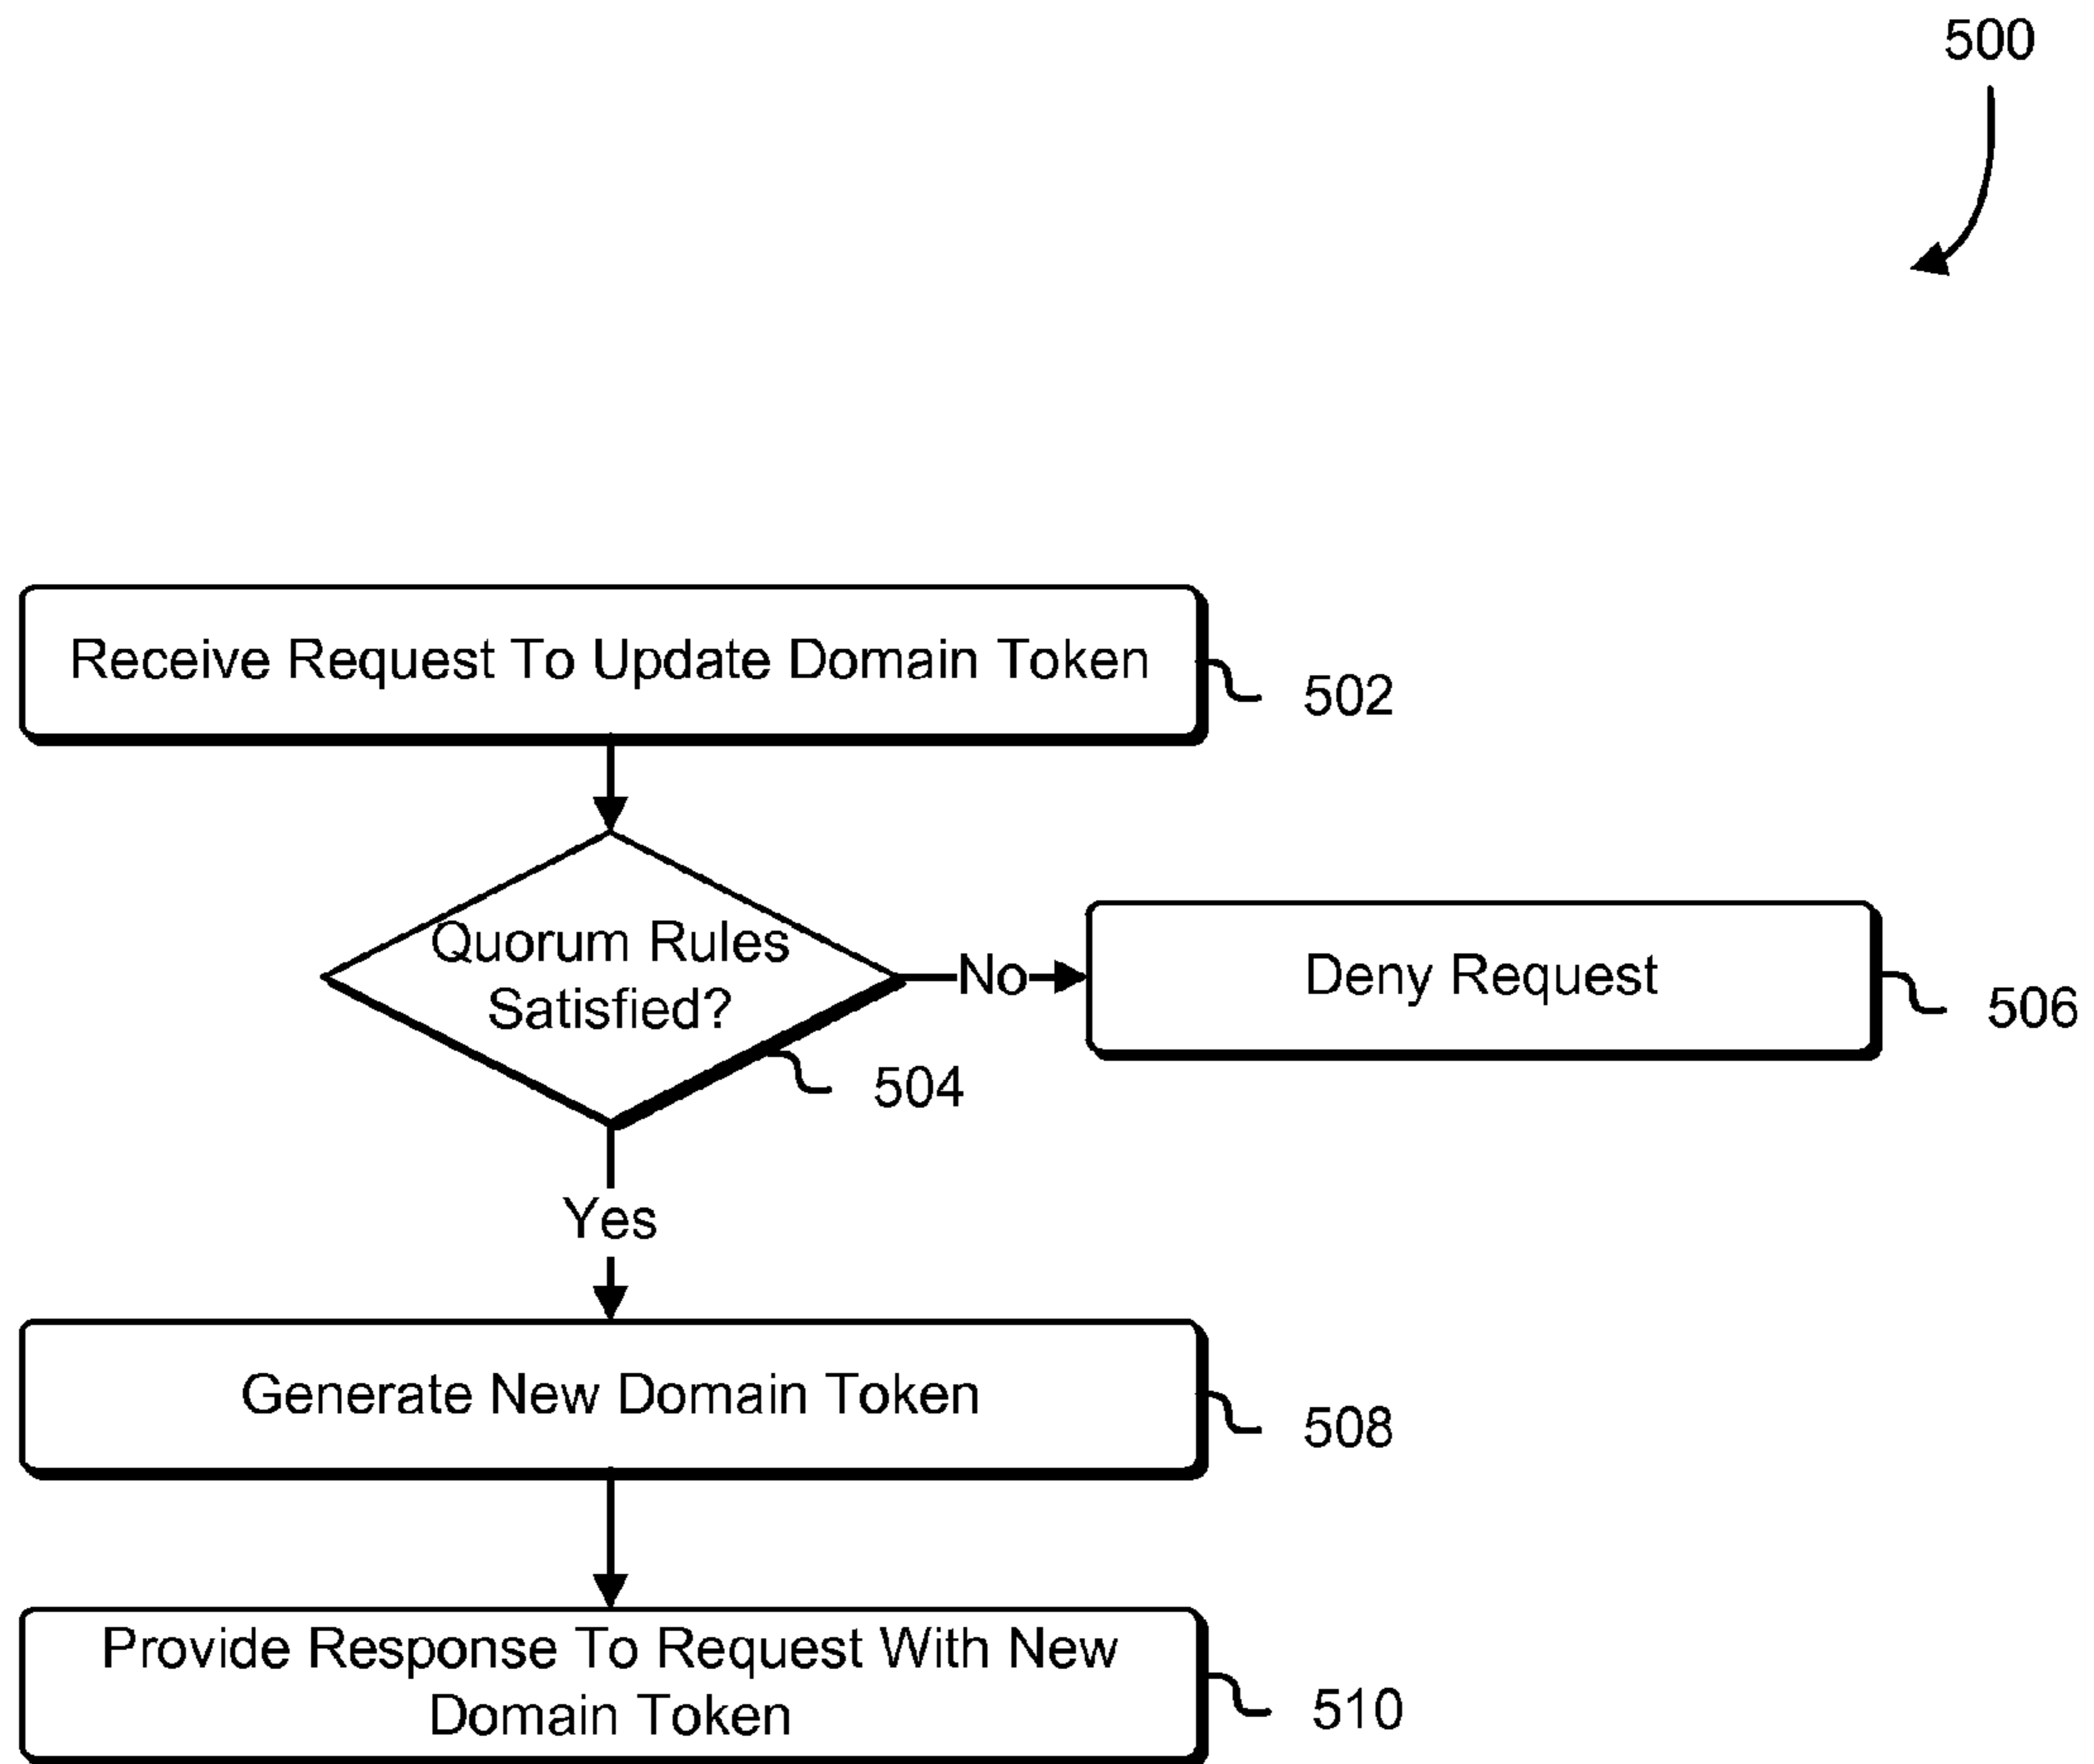 500
Receive Request To Update Domain Token
502
Quorum Rules
Satisfied?
504
No
Deny Request
506
Yes
Generate New Domain Token
508
Provide Response To Request With New
Domain Token
510